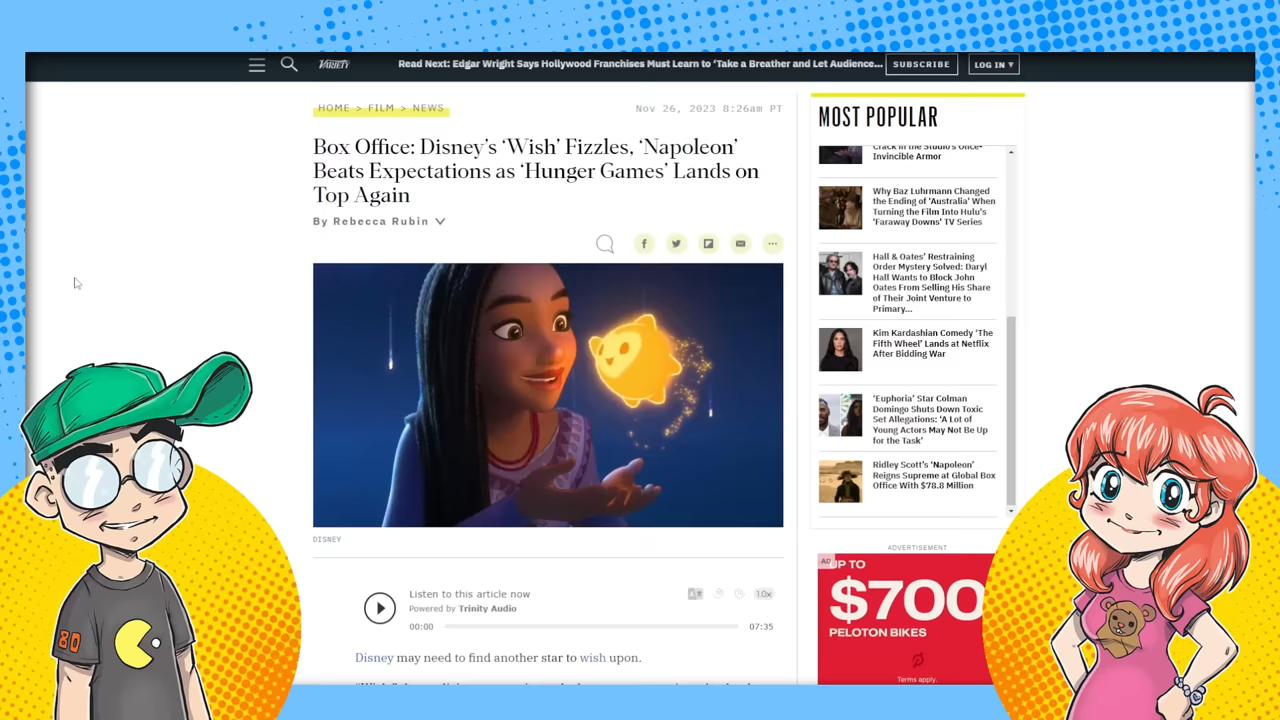 VARIETY
Read Next: Edgar Wright Says Hollywood Franchises Must Learn to ‘Take a Breather and Let Audience...
SUBSCRIBE
LOG IN
HOME > FILM > NEWS
Nov 26, 2023 8:26am PT
Box Office: Disney’s ‘Wish’ Fizzles, ‘Napoleon’
Beats Expectations as ‘Hunger Games’ Lands on
Top Again
By Rebecca Rubin
DISNEY
Listen to this article now
Powered by Trinity Audio
1.0x
00:00
07:35
Disney may need to find another star to wish upon.
MOST POPULAR
Crack in the Studio's Once-
Invincible Armor
Why Baz Luhrmann Changed
the Ending of 'Australia' When
Turning the Film Into Hulu's
'Faraway Downs' TV Series
Hall & Oates' Restraining
Order Mystery Solved: Daryl
Hall Wants to Block John
Oates From Selling His Share
of Their Joint Venture to
Primary...
Kim Kardashian Comedy ‘The
Fifth Wheel’ Lands at Netflix
After Bidding War
‘Euphoria’ Star Colman
Domingo Shuts Down Toxic
Set Allegations: ‘A Lot of
Young Actors May Not Be Up
for the Task’
Ridley Scott’s ‘Napoleon’
Reigns Supreme at Global Box
Office With $78.8 Million
ADVERTISEMENT
AD
UP TO
$700
PELOTON BIKES
Terms apply.
80